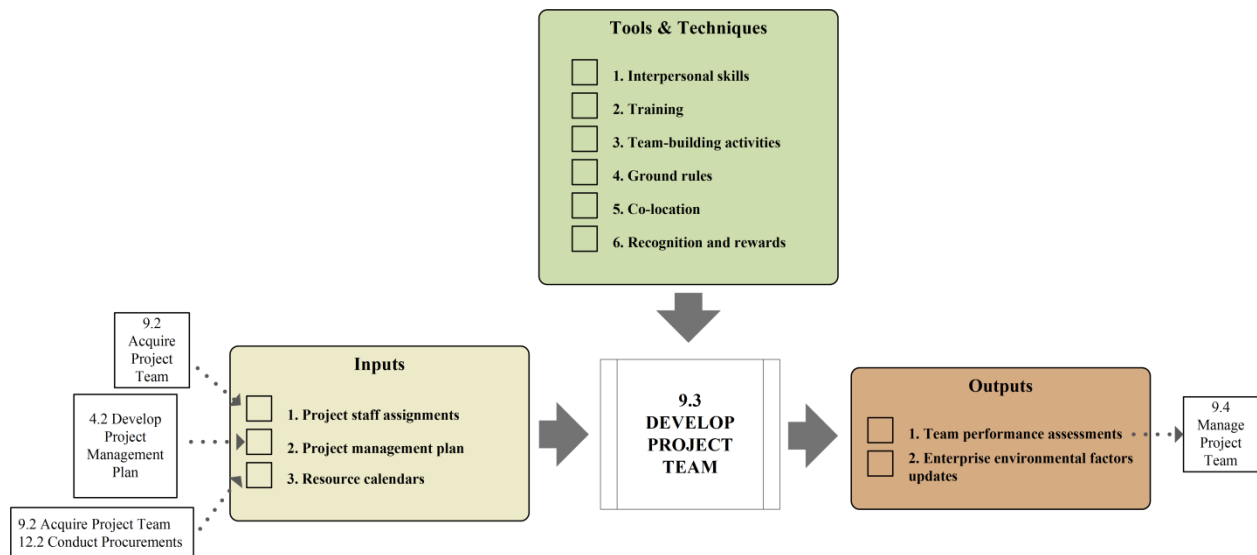 Tools & Techniques
1. Interpersonal skills
2. Training
3. Team-building activities
4. Ground rules
5. Co-location
6. Recognition and rewards
9.2
Acquire
Project
Team
4.2 Develop
Project
Management
Plan
9.2 Acquire Project Team
12.2 Conduct Procurements
Inputs
1. Project staff assignments
2. Project management plan
3. Resource calendars
9.3
DEVELOP
PROJECT
TEAM
Outputs
1. Team performance assessments
2. Enterprise environmental factors
updates
9.4
Manage
Project
Team